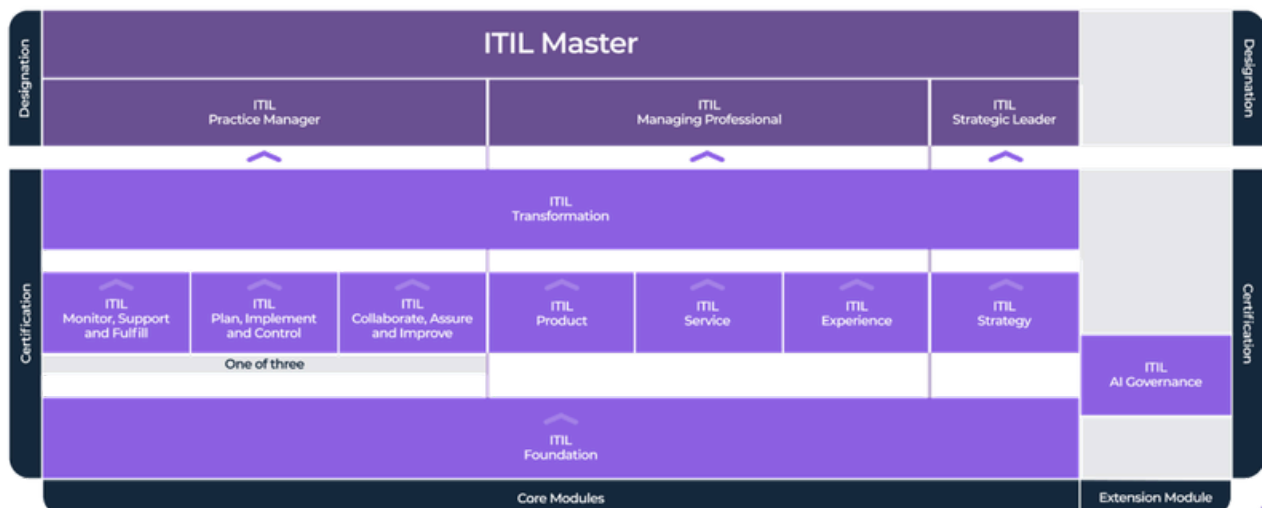 Designation
ITIL Master
Designation
ITIL
Practice Manager
ITIL
Managing Professional
ITIL
Strategic Leader
Certification
ITIL
Transformation
Certification
ITIL
Monitor, Support
and Fulfill
ITIL
Plan, Implement
and Control
ITIL
Collaborate, Assure
and Improve
ITIL
Product
ITIL
Service
ITIL
Experience
ITIL
Strategy
One of three
ITIL
AI Governance
ITIL
Foundation
Core Modules
Extension Module